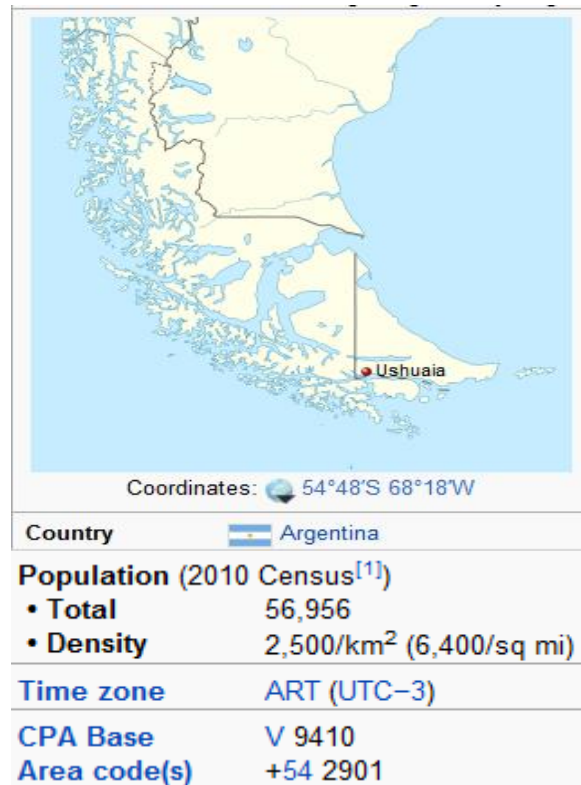 Ushuaia
Coordinates: 54°48′S 68°18′W
Country Argentina
Population (2010 Census[1])
• Total 56,956
• Density 2,500/km² (6,400/sq mi)
Time zone ART (UTC−3)
CPA Base V 9410
Area code(s) +54 2901